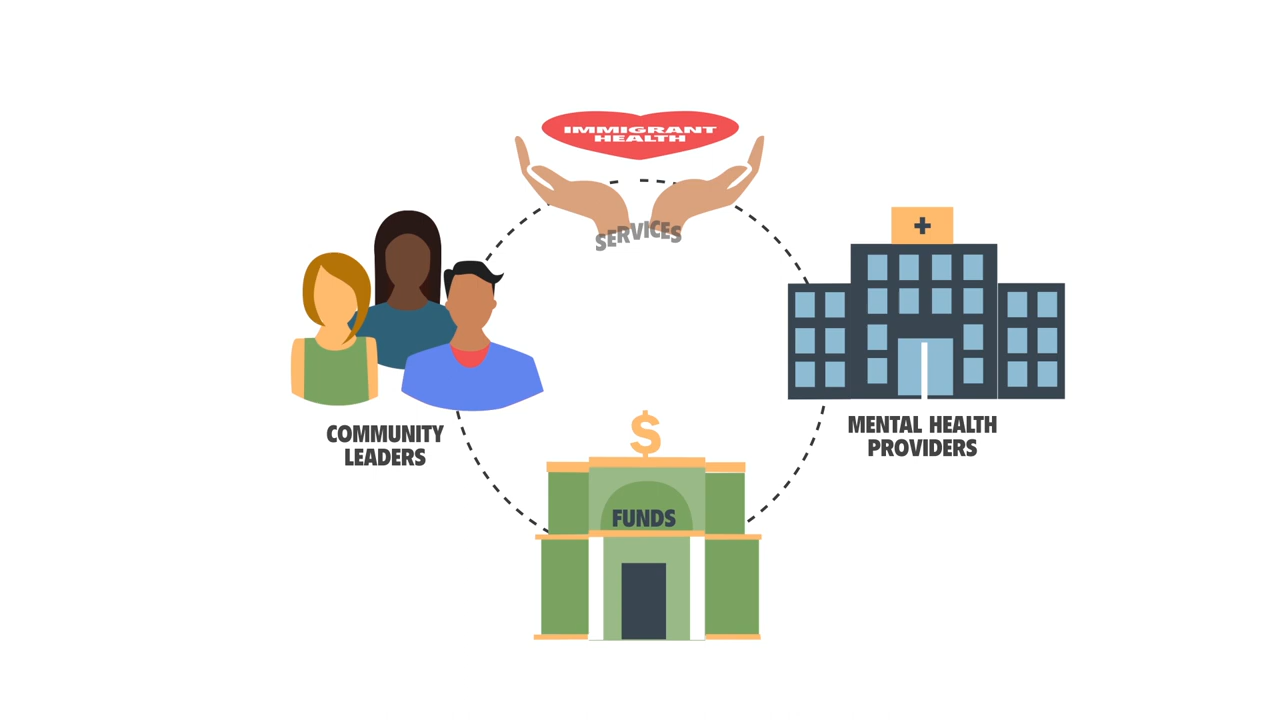 IMMIGRANT
HEALTH
SERVICES
COMMUNITY
LEADERS
MENTAL HEALTH
PROVIDERS
$
FUNDS